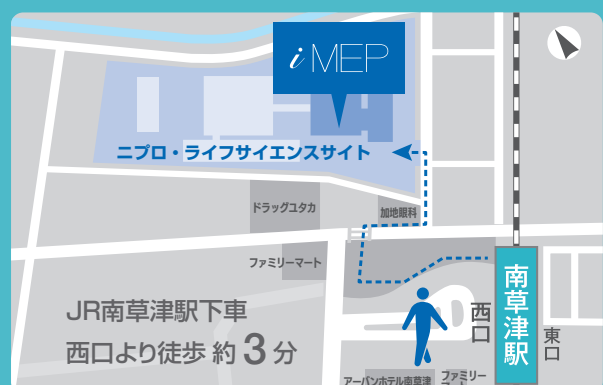 i MEP
ニプロ・ライフサイエンスサイト
ドラッグユタカ
加地眼科
ファミリーマート
南草津駅
西口
東口
JR南草津駅下車
西口より徒歩 約 3 分
アーバンホテル南草津
ファミリー